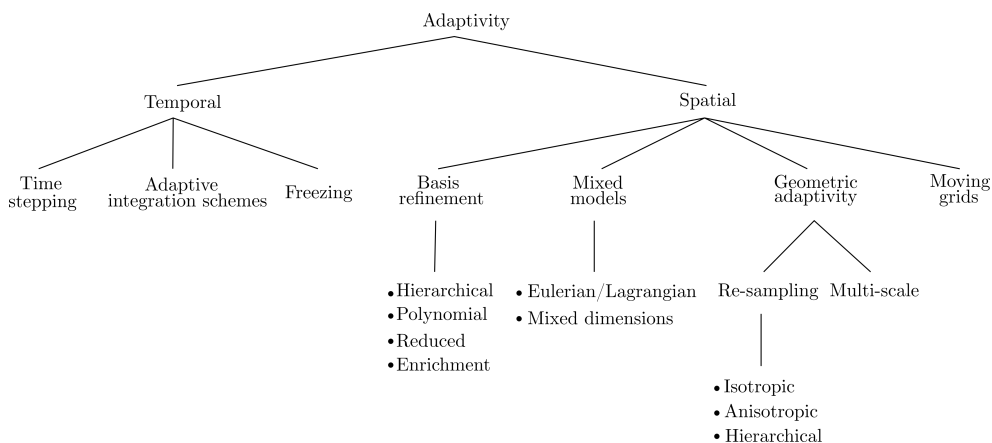 Adaptivity
Temporal
Spatial
Time
stepping
Adaptive
integration schemes
Freezing
Basis
refinement
Mixed
models
Geometric
adaptivity
Moving
grids
•Hierarchical
•Polynomial
•Reduced
•Enrichment
• Eulerian/Lagrangian
• Mixed dimensions
Re-sampling
Multi-scale
•Isotropic
•Anisotropic
•Hierarchical